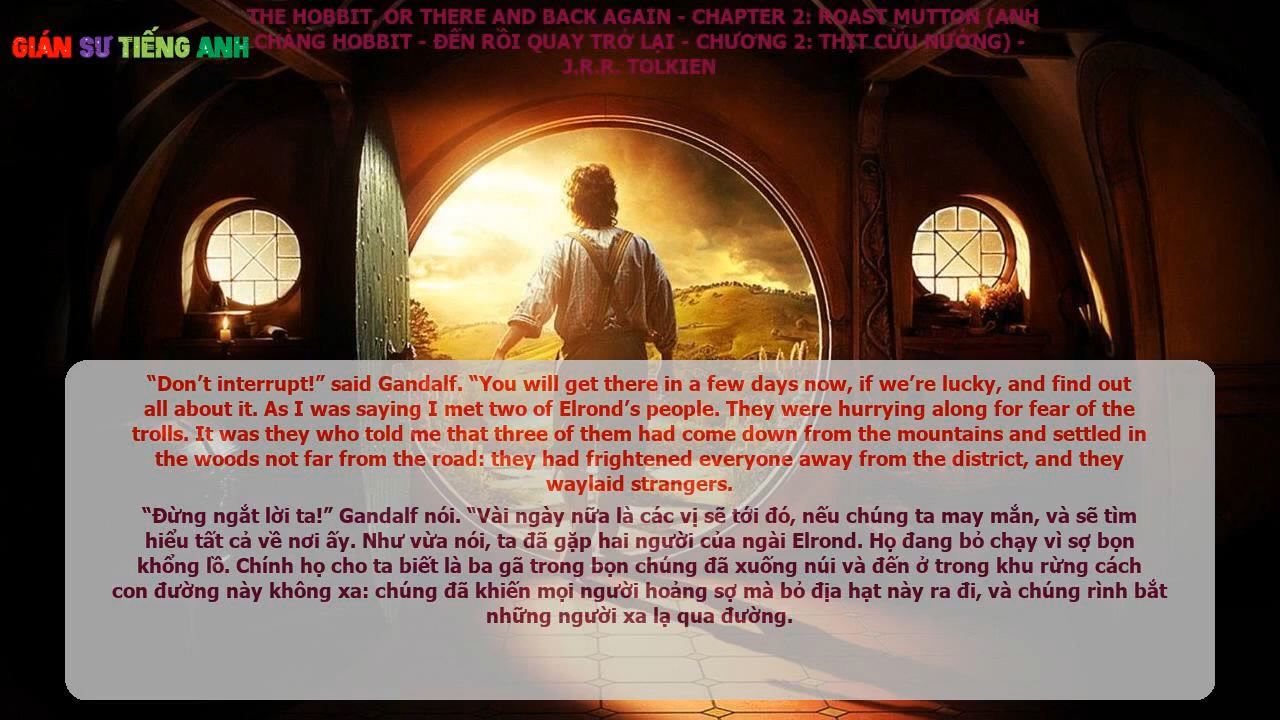 THE HOBBIT, OR THERE AND BACK AGAIN - CHAPTER 2: ROAST MUTTON (ANH
CHÀNG HOBBIT - ĐẾN RỒI QUAY TRỞ LẠI - CHƯƠNG 2: THỊT CỪU NƯỚNG) -
J.R.R. TOLKIEN
GIÁN SƯ TIẾNG ANH
“Don’t interrupt!” said Gandalf. “You will get there in a few days now, if we’re lucky, and find out
all about it. As I was saying I met two of Elrond’s people. They were hurrying along for fear of the
trolls. It was they who told me that three of them had come down from the mountains and settled in
the woods not far from the road: they had frightened everyone away from the district, and they
waylaid strangers.
“Đừng ngắt lời ta!” Gandalf nói. “Vài ngày nữa là các vị sẽ tới đó, nếu chúng ta may mắn, và sẽ tìm
hiểu tất cả về nơi ấy. Như vừa nói, ta đã gặp hai người của ngài Elrond. Họ đang bỏ chạy vì sợ bọn
khổng lồ. Chính họ cho ta biết là ba gã trong bọn chúng đã xuống núi và đến ở trong khu rừng cách
con đường này không xa: chúng đã khiến mọi người hoảng sợ mà bỏ địa hạt này ra đi, và chúng rình bắt
những người xa lạ qua đường.